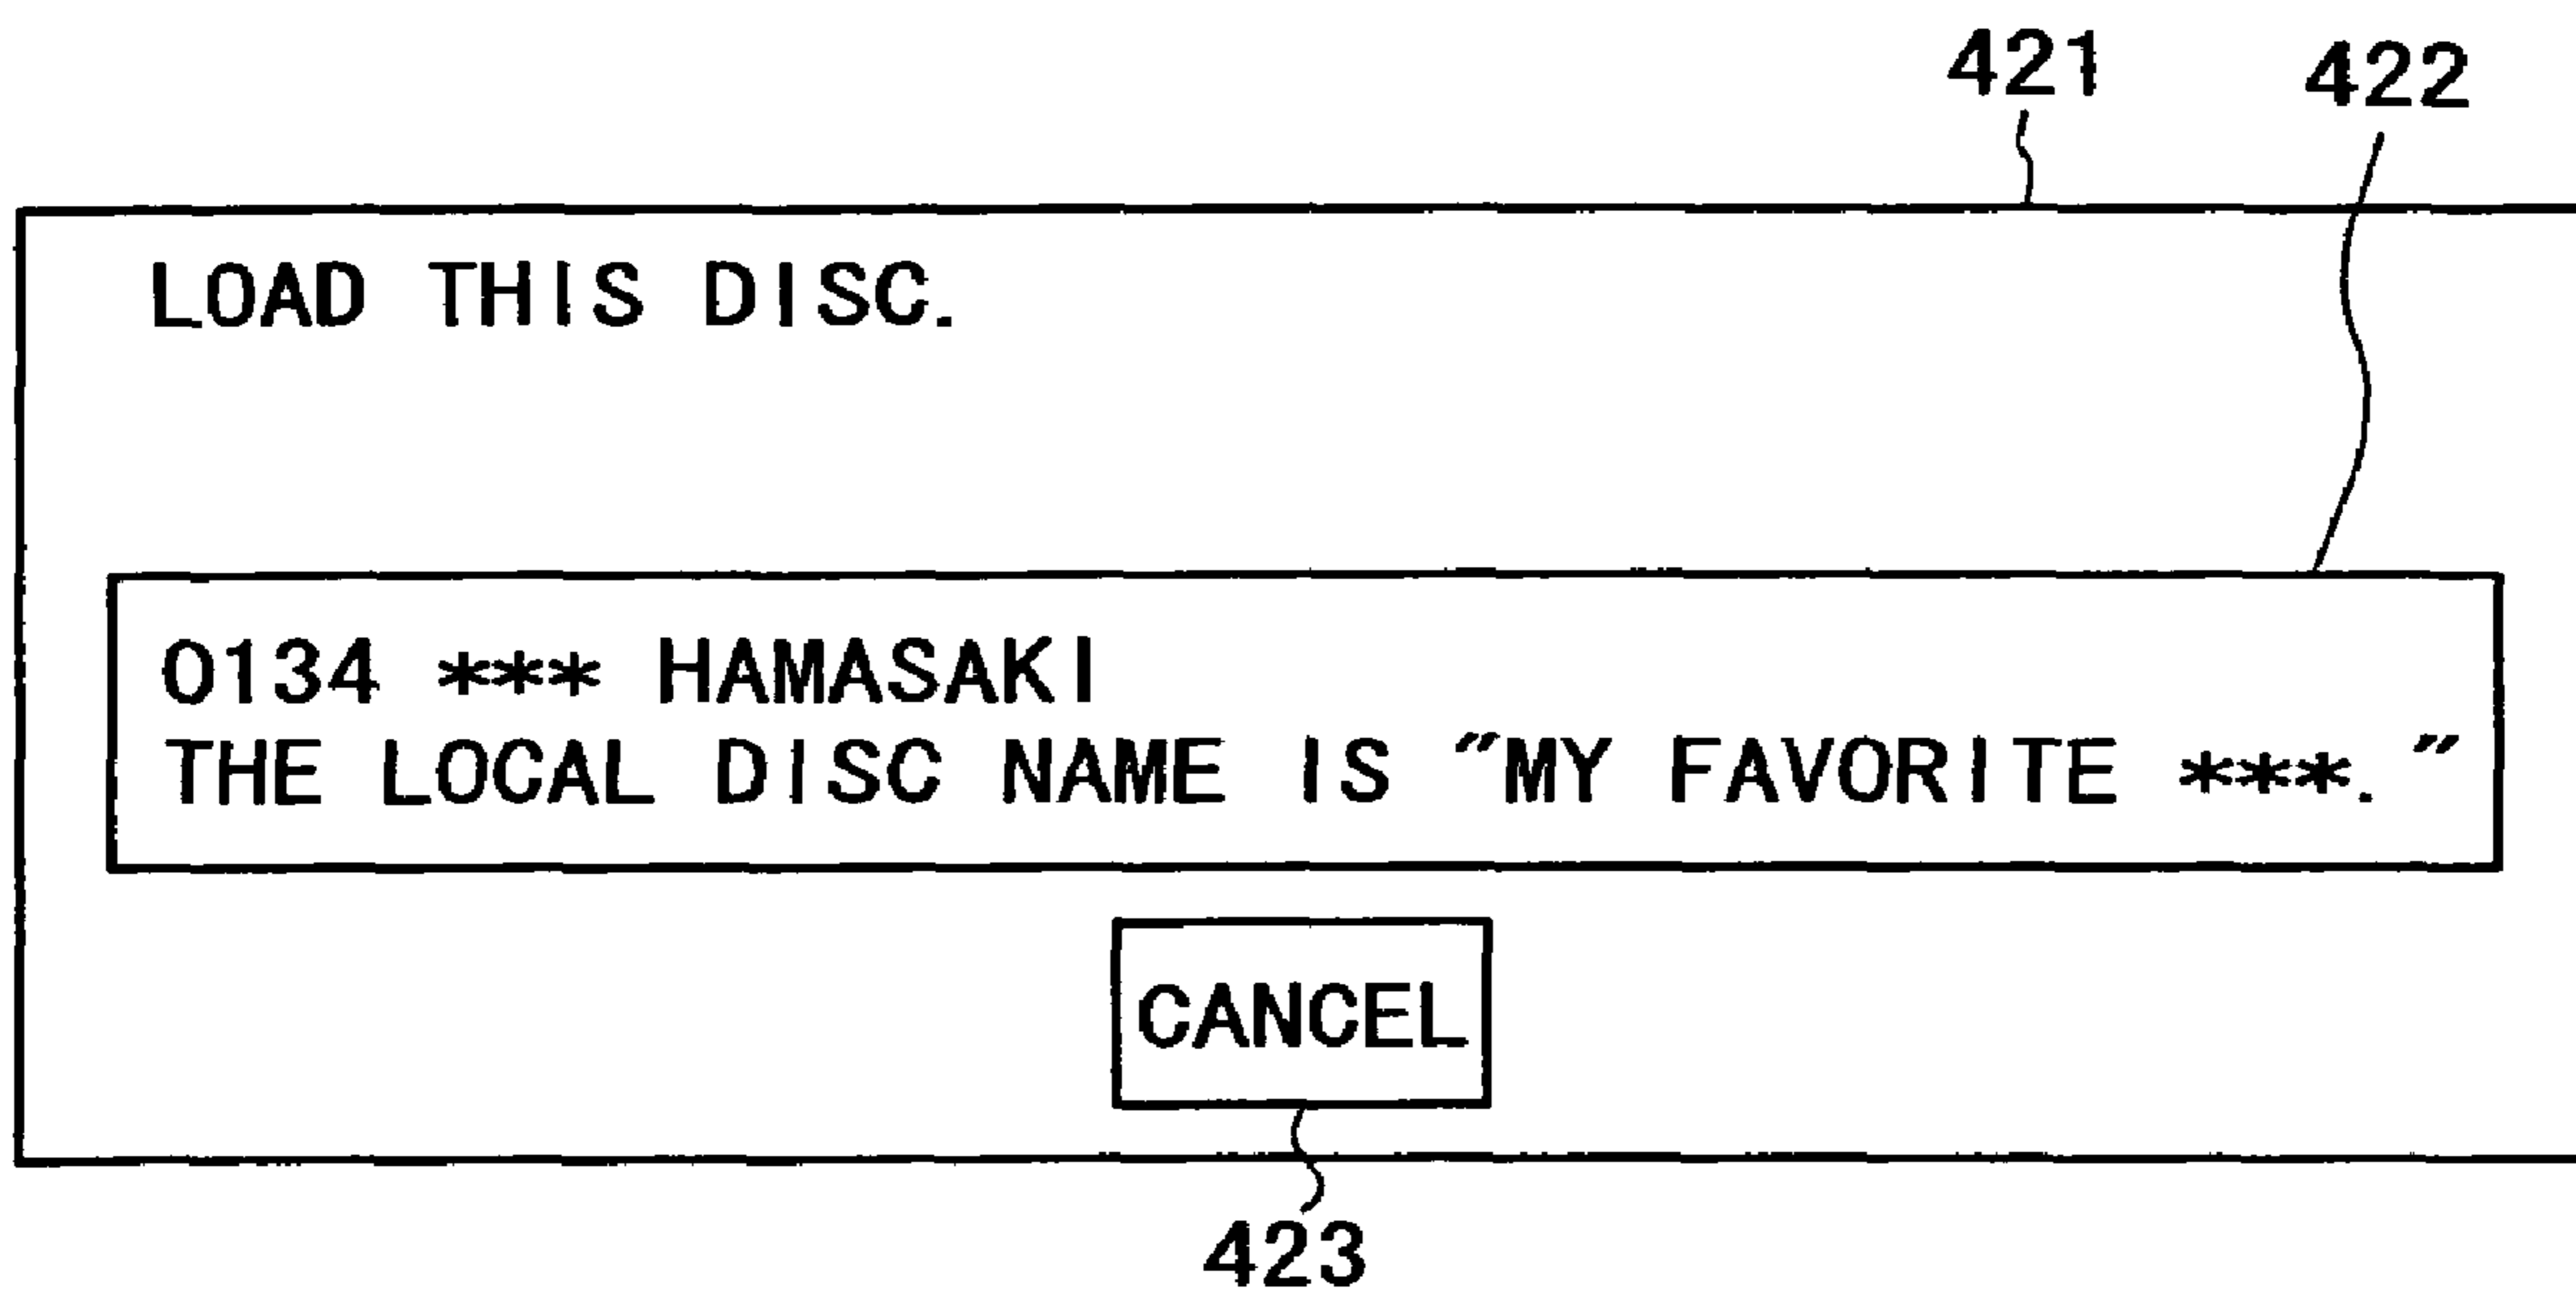 421 422
LOAD THIS DISC.
0134 *** HAMASAKI
THE LOCAL DISC NAME IS "MY FAVORITE ***."
CANCEL
423